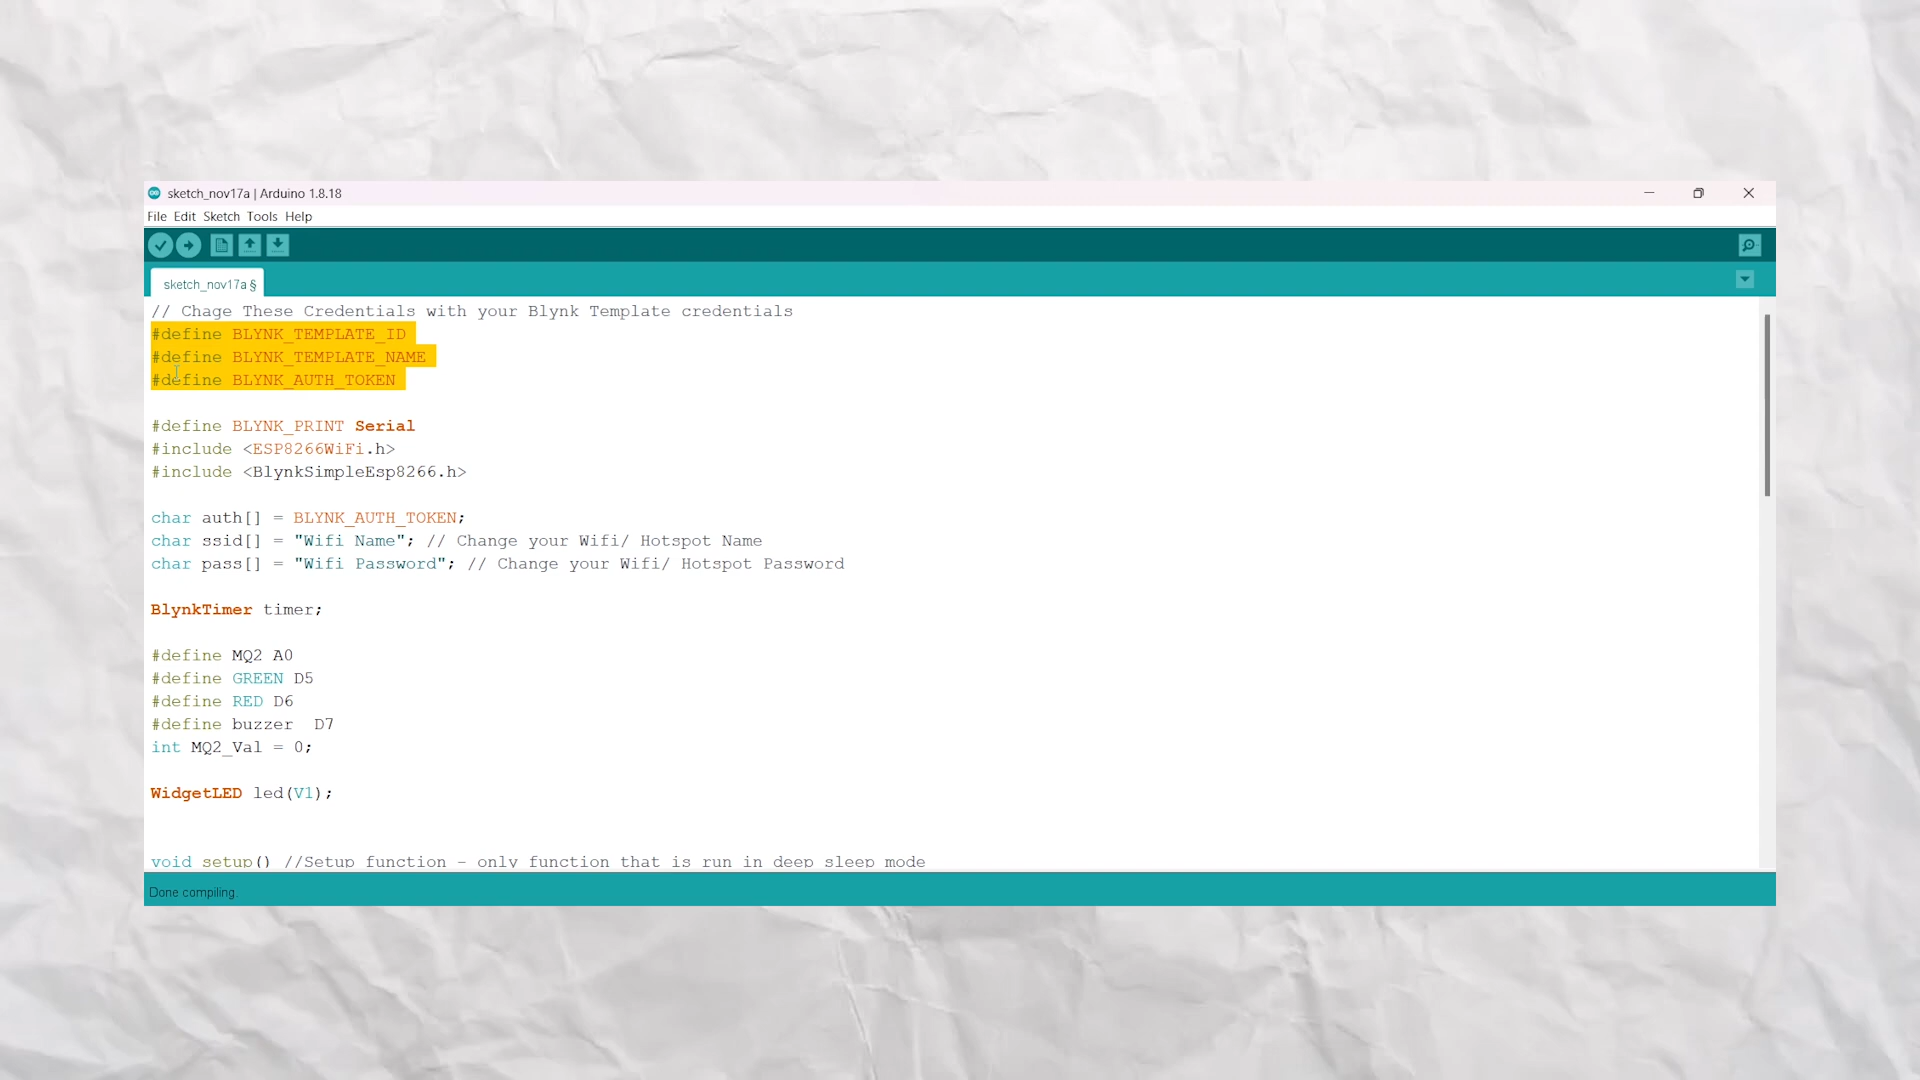 sketch_nov17a | Arduino 1.8.18
File Edit Sketch Tools Help
sketch_nov17a §
// Chage These Credentials with your Blynk Template credentials
#define BLYNK_TEMPLATE_ID
#define BLYNK_TEMPLATE_NAME
#define BLYNK_AUTH_TOKEN
#define BLYNK_PRINT Serial
#include <ESP8266WiFi.h>
#include <BlynkSimpleEsp8266.h>
char auth[] = BLYNK_AUTH_TOKEN;
char ssid[] = "Wifi Name"; // Change your Wifi/ Hotspot Name
char pass[] = "Wifi Password"; // Change your Wifi/ Hotspot Password
BlynkTimer timer;
#define MQ2 A0
#define GREEN D5
#define RED D6
#define buzzer  D7
int MQ2_Val = 0;
WidgetLED led(V1);
void setup() //Setup function - only function that is run in deep sleep mode
Done compiling.